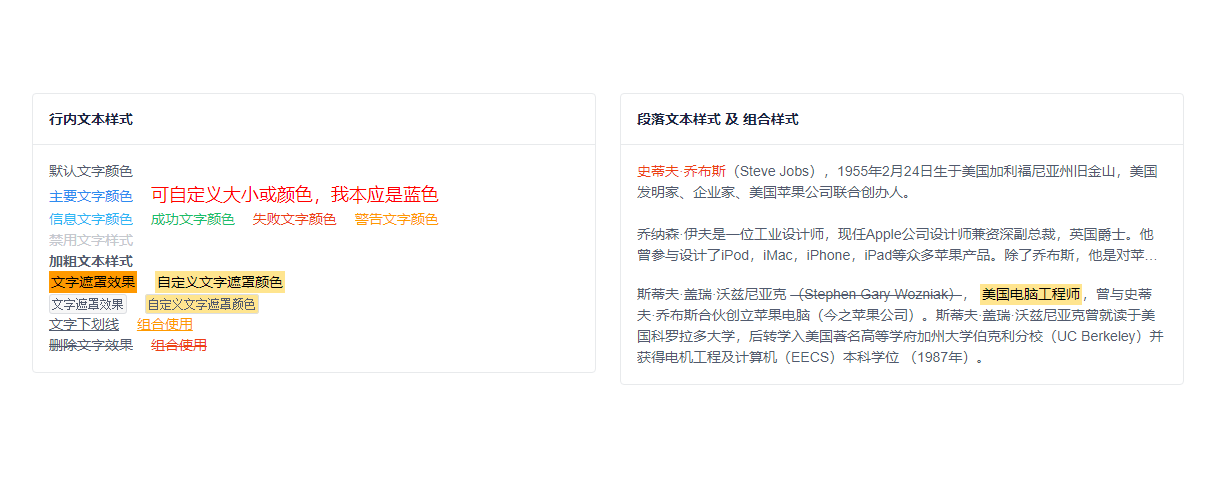 行内文本样式
默认文字颜色
主要文字颜色 可自定义大小或颜色，我本应是蓝色
信息文字颜色 成功文字颜色 失败文字颜色 警告文字颜色
禁用文字样式
加粗文本样式
文字遮罩效果 自定义文字遮罩颜色
文字遮罩效果 自定义文字遮罩颜色
文字下划线 组合使用
删除文字效果 组合使用
段落文本样式 及 组合样式
史蒂夫·乔布斯（Steve Jobs），1955年2月24日生于美国加利福尼亚州旧金山，美国
发明家、企业家、美国苹果公司联合创办人。
乔纳森·伊夫是一位工业设计师，现任Apple公司设计师兼资深副总裁，英国爵士。他
曾参与设计了iPod，iMac，iPhone，iPad等众多苹果产品。除了乔布斯，他是对苹...
斯蒂夫·盖瑞·沃兹尼亚克（Stephen Gary Wozniak）， 美国电脑工程师，曾与史蒂
夫·乔布斯合伙创立苹果电脑（今之苹果公司）。斯蒂夫·盖瑞·沃兹尼亚克曾就读于美
国科罗拉多大学，后转学入美国著名高等学府加州大学伯克利分校（UC Berkeley）并
获得电机工程及计算机（EECS）本科学位 （1987年）。